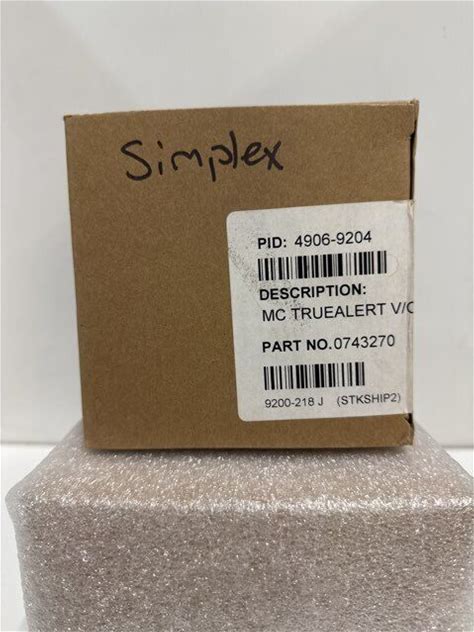 Simplex
PID: 4906-9204
DESCRIPTION:
MC TRUEALERT V/O
PART NO.0743270
9200-218 J (STKSHIP2)